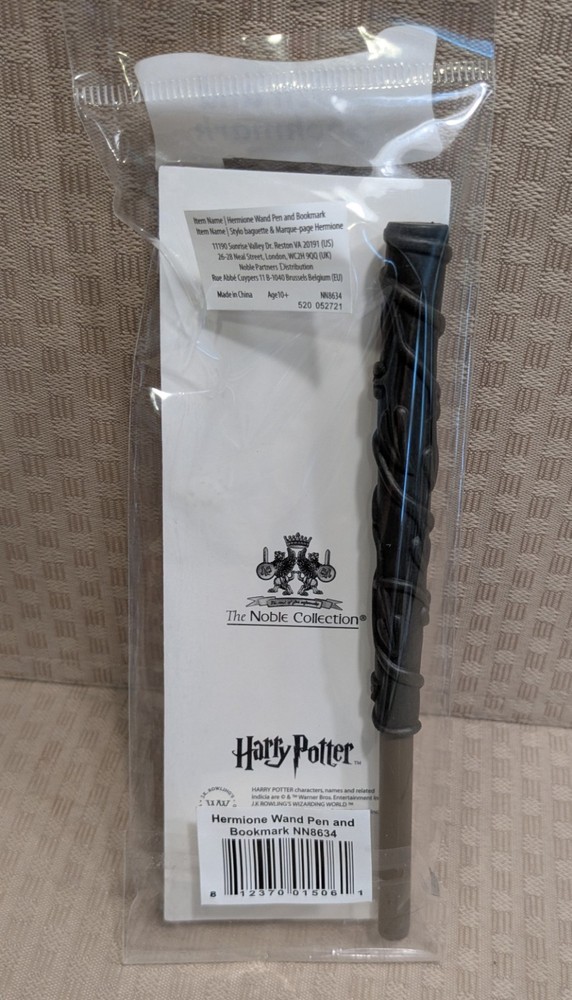 Item Name | Hermione Wand Pen and Bookmark
Item Name | Stylo baguette & Marque-page Hermione
11190 Sunrise Valley Dr. Reston VA 20191 (US)
26-28 Neal Street, London, WC2H 9QQ (UK)
Noble Partners Distribution
Rue Abbé Cuypers 11 B-1040 Brussels Belgium (EU)
Made in China Age10+ NN8634
520 052721
The Noble Collection®
Harry Potter™
J.K. ROWLING'S
HARRY POTTER characters, names and related
indicia are © & ™ Warner Bros. Entertainment
J.K ROWLING'S WIZARDING WORLD ™
Hermione Wand Pen and
Bookmark NN8634
8 12370 01506 1